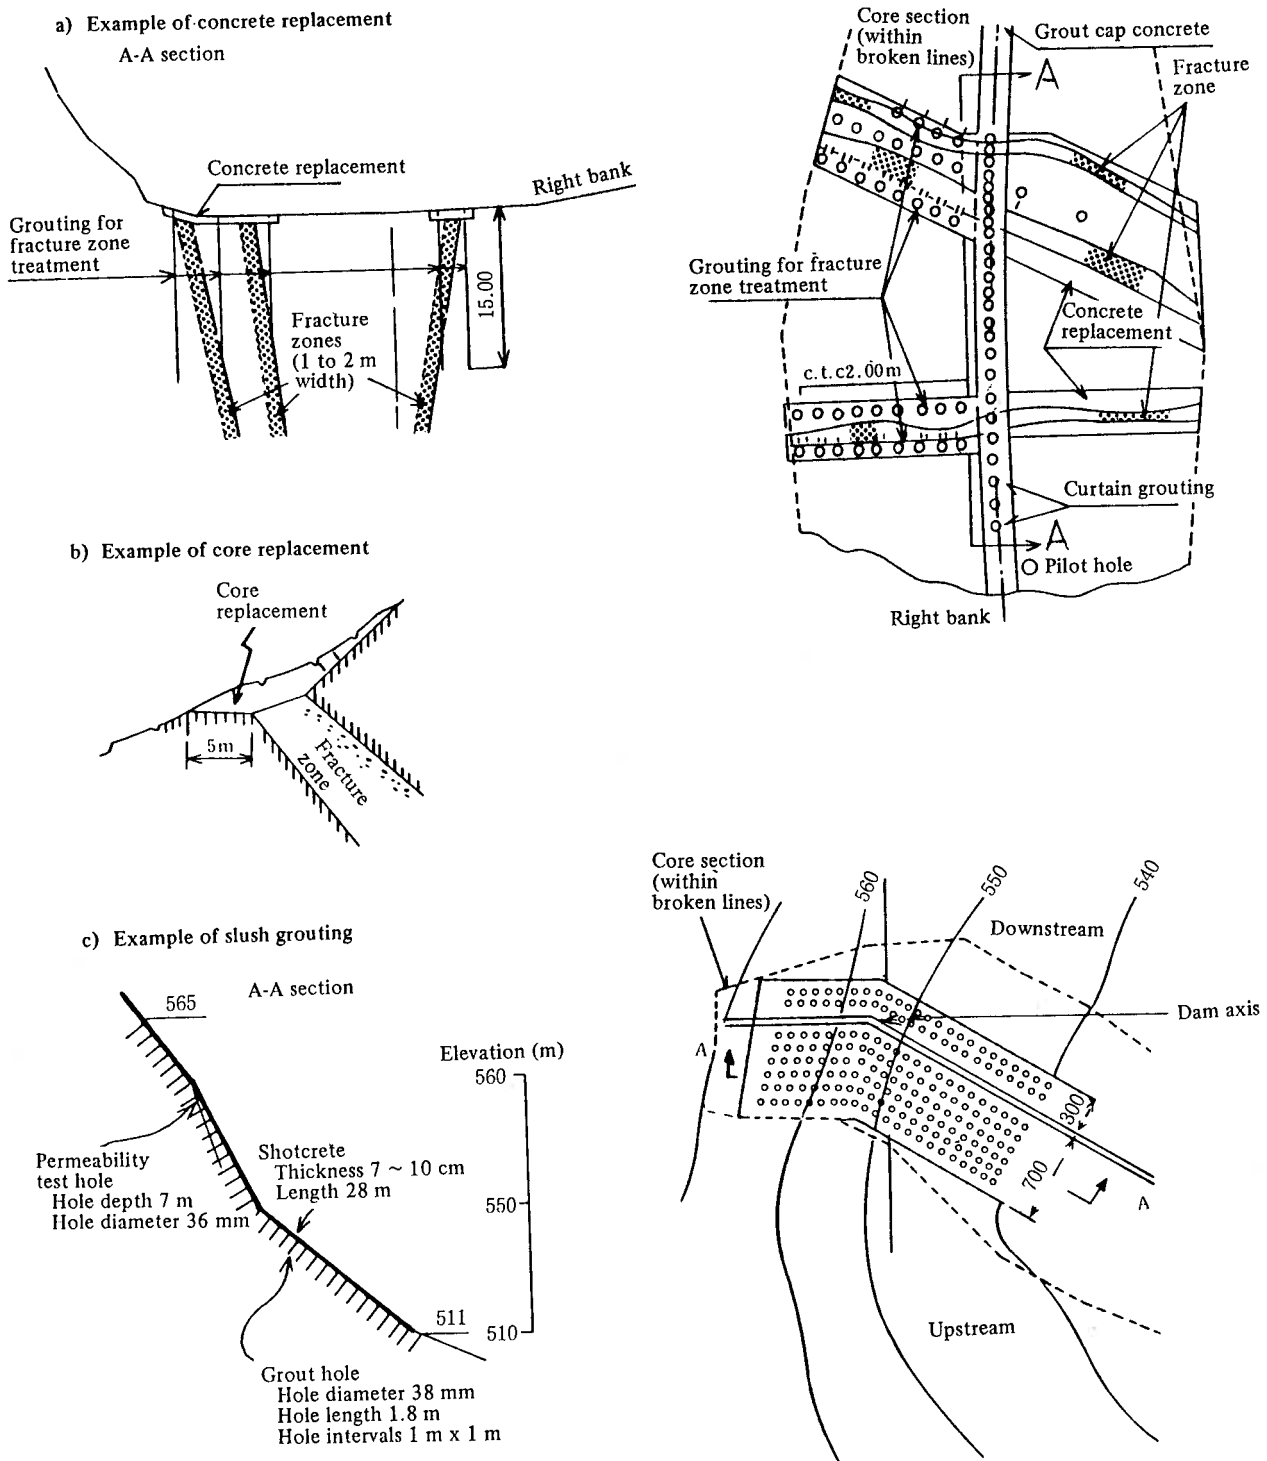 a) Example of concrete replacement
A-A section
Concrete replacement
Right bank
Grouting for
fracture zone
treatment
15.00
Fracture
zones
(1 to 2 m
width)
Core section
(within
broken lines)
Grout cap concrete
A
Fracture
zone
Grouting for fracture
zone treatment
Concrete
replacement
c.t.c2.00m
Curtain grouting
A
Pilot hole
Right bank
b) Example of core replacement
Core
replacement
5m
Fracture
zone
c) Example of slush grouting
A-A section
565
Elevation (m)
560
550
510
511
Permeability
test hole
Hole depth 7 m
Hole diameter 36 mm
Shotcrete
Thickness 7 ~ 10 cm
Length 28 m
Grout hole
Hole diameter 38 mm
Hole length 1.8 m
Hole intervals 1 m x 1 m
Core section
(within
broken lines)
560
550
540
Downstream
Dam axis
A
300
700
A
Upstream